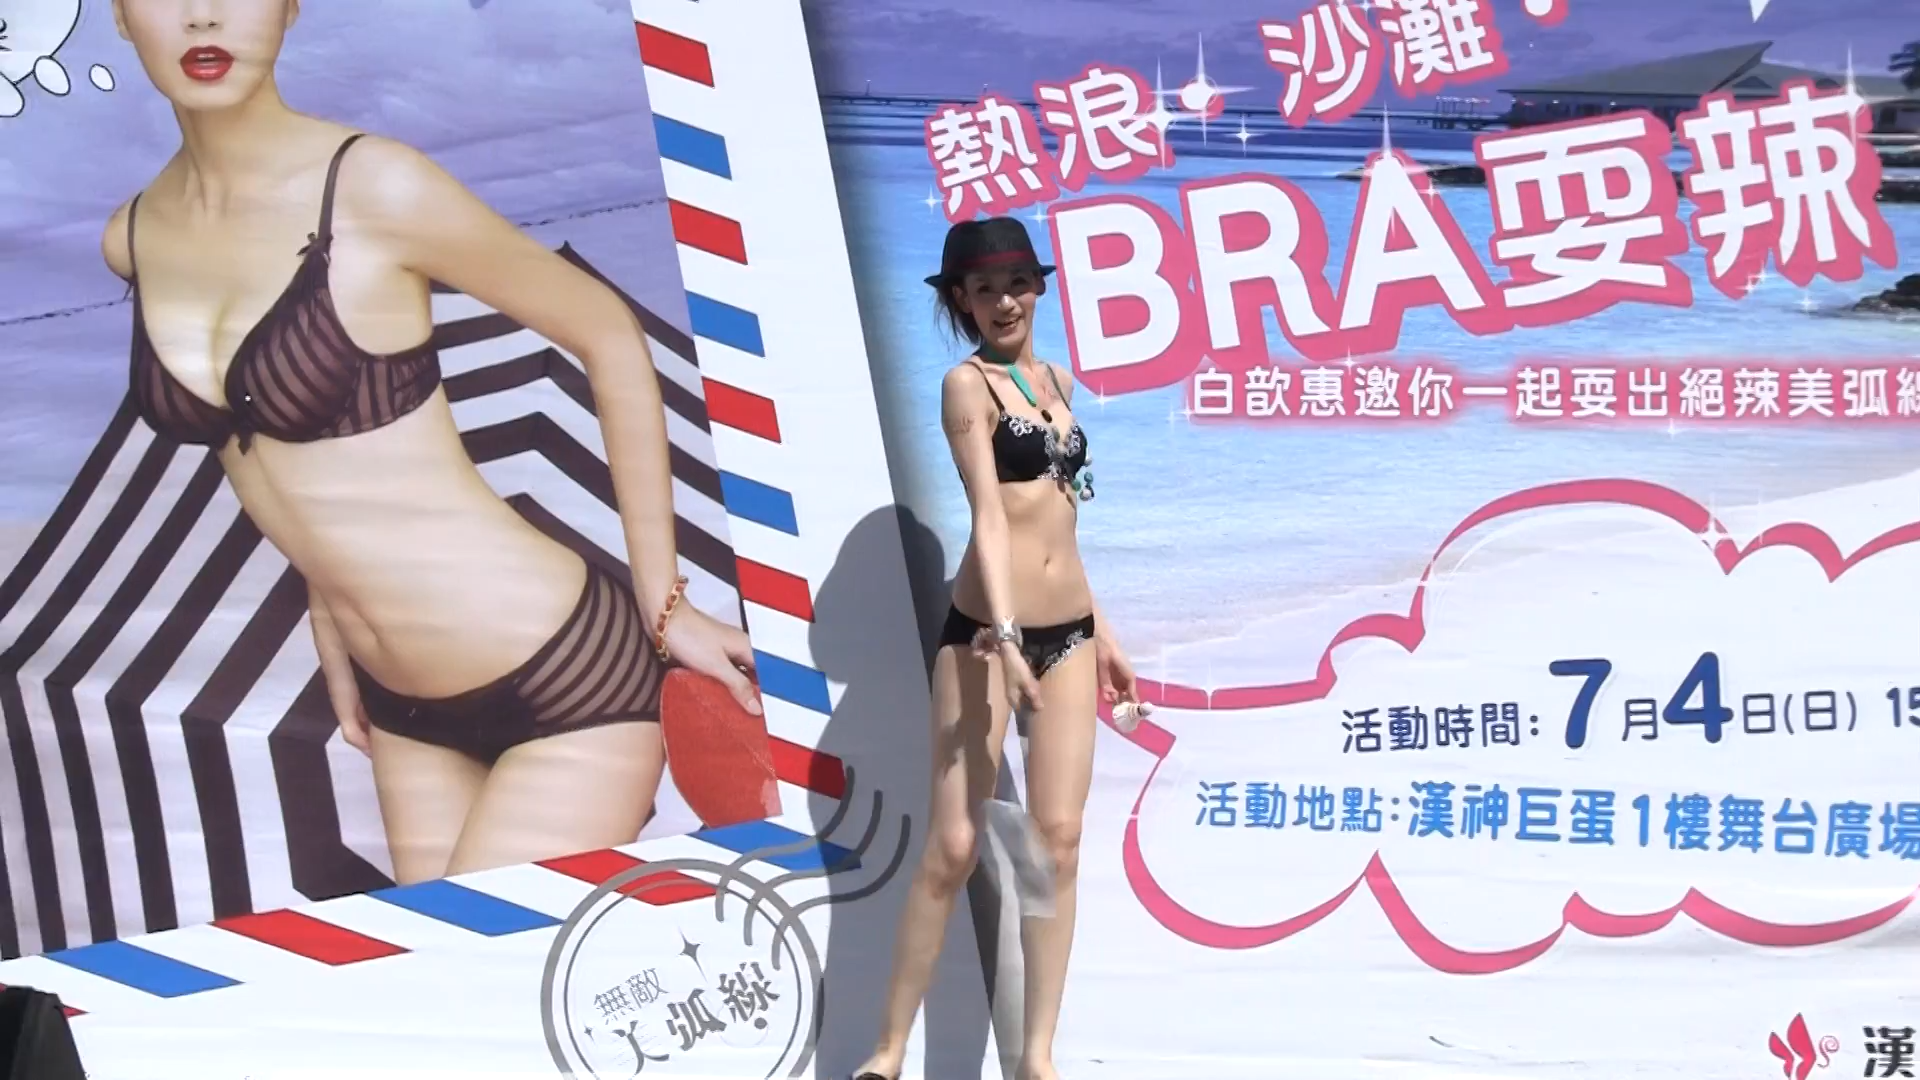 熱浪・沙灘・
BRA耍辣
白歆惠邀你一起耍出絕辣美弧線
活動時間:7月4日(日) 15
活動地點:漢神巨蛋1樓舞台廣場
無敵
美弧線
漢